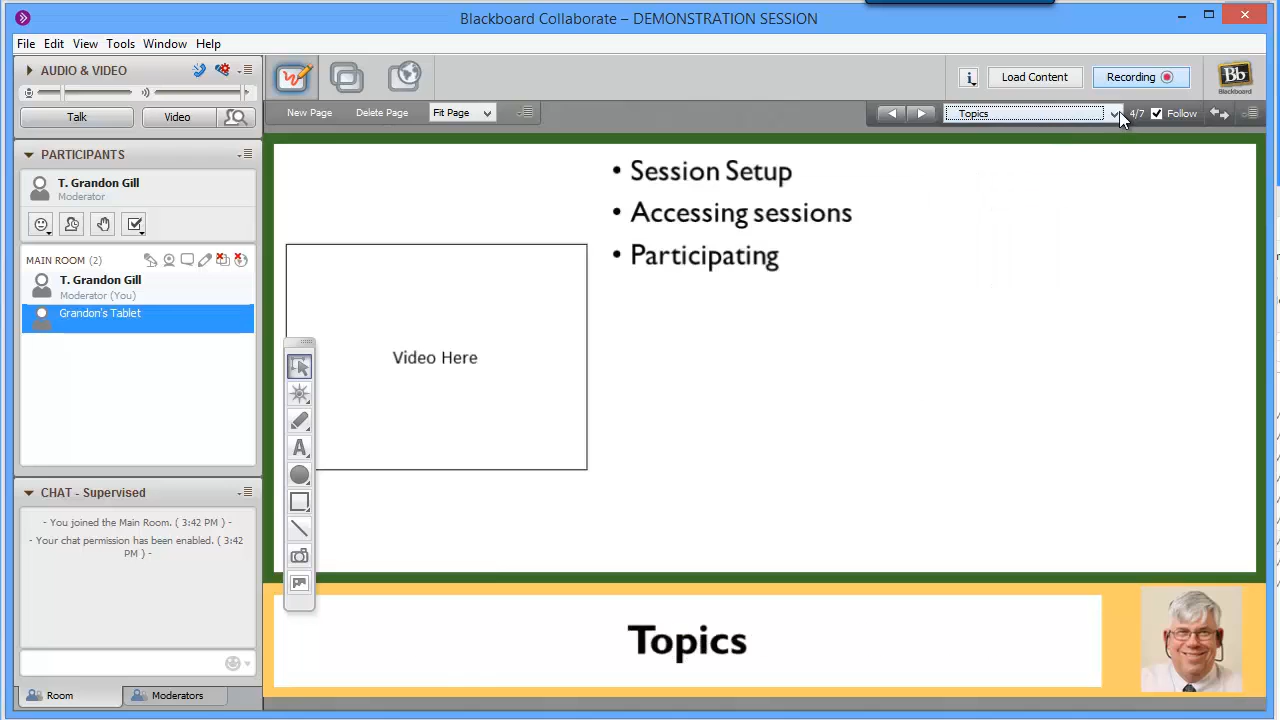 Blackboard Collaborate – DEMONSTRATION SESSION
File Edit View Tools Window Help
AUDIO & VIDEO
Talk Video
PARTICIPANTS
T. Grandon Gill
Moderator
MAIN ROOM (2)
T. Grandon Gill
Moderator (You)
Grandon's Tablet
CHAT - Supervised
- You joined the Main Room. ( 3:42 PM ) -
- Your chat permission has been enabled. ( 3:42
PM ) -
Room Moderators
Load Content Recording
Bb
Blackboard
New Page Delete Page Fit Page Topics 4/7 Follow
• Session Setup
• Accessing sessions
• Participating
Video Here
A
Topics